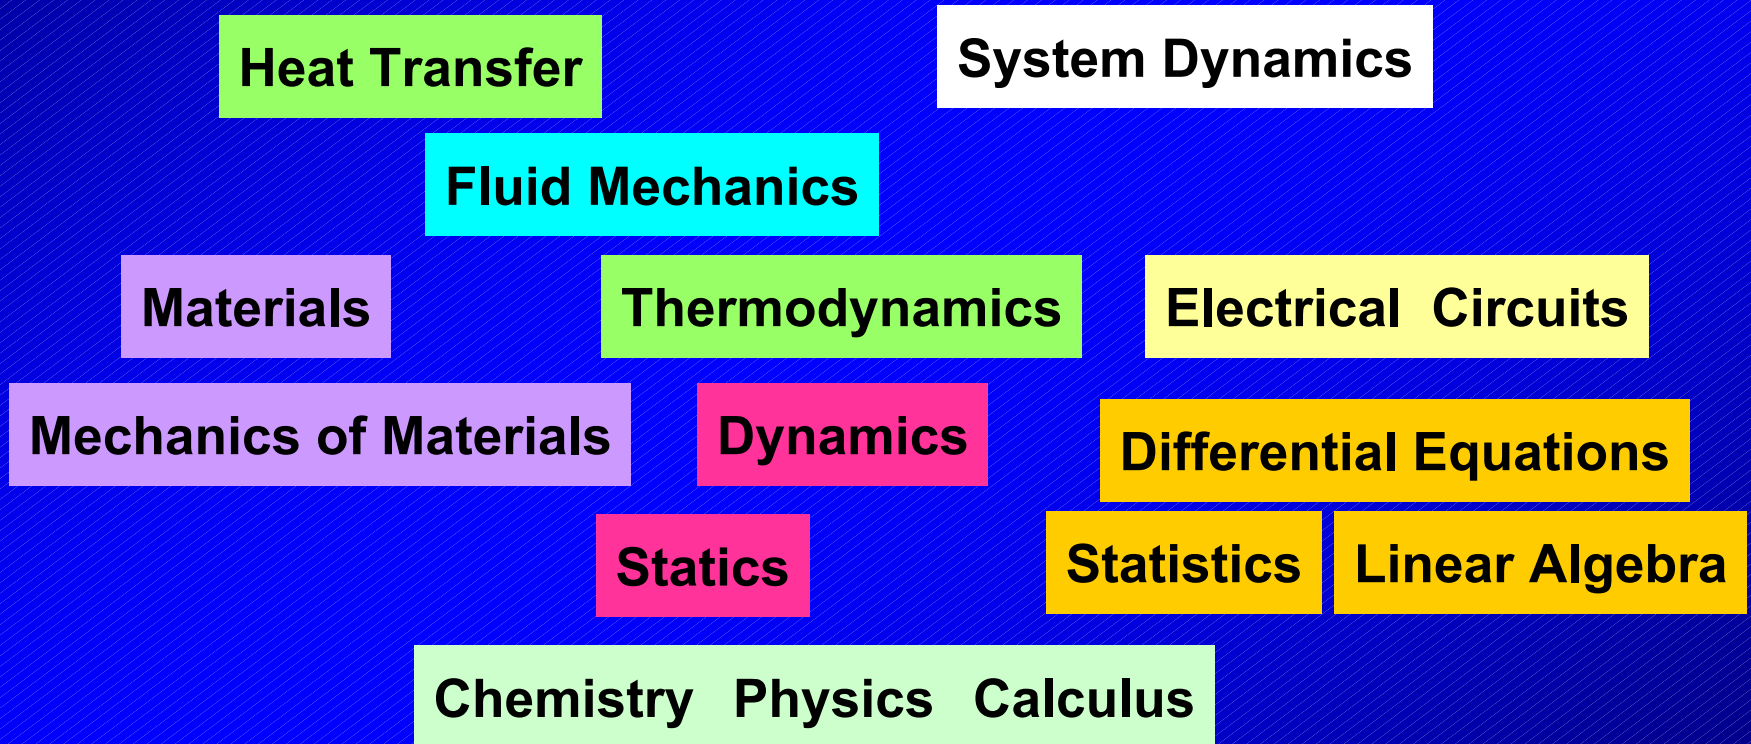 Heat Transfer
System Dynamics
Fluid Mechanics
Materials
Thermodynamics
Electrical Circuits
Mechanics of Materials
Dynamics
Differential Equations
Statics
Statistics
Linear Algebra
Chemistry Physics Calculus